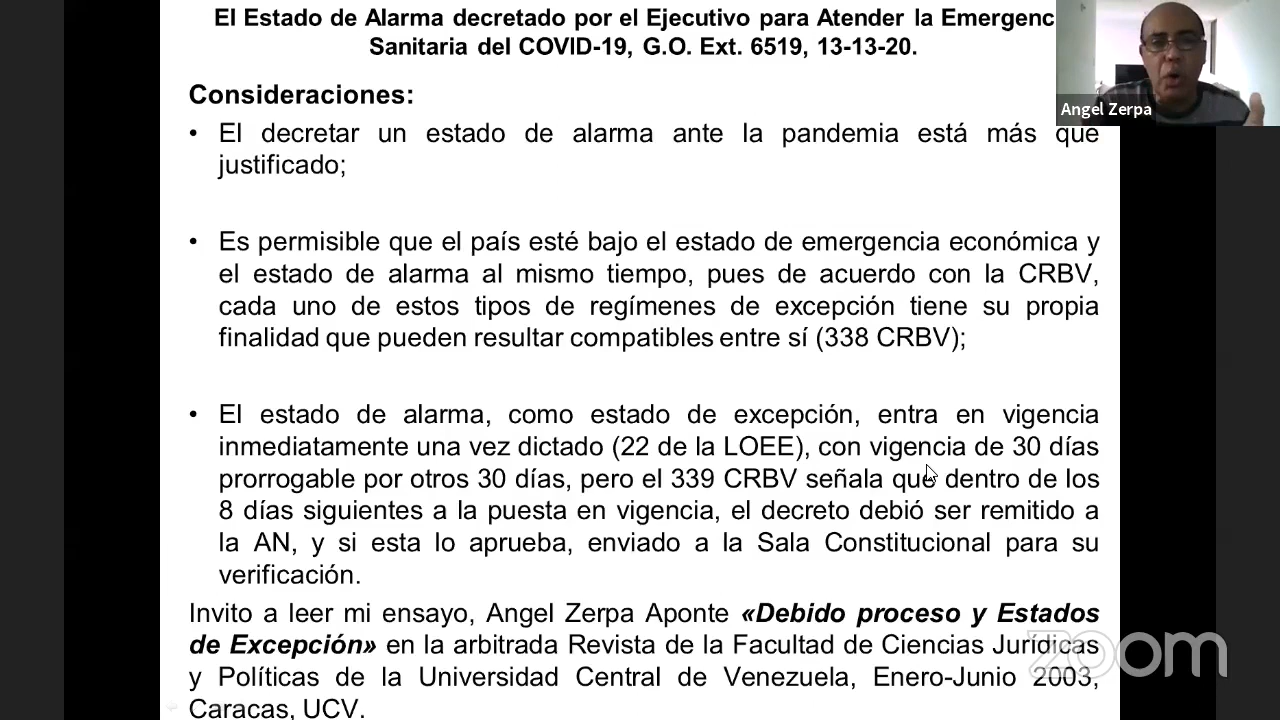 El Estado de Alarma decretado por el Ejecutivo para Atender la Emergenc
Sanitaria del COVID-19, G.O. Ext. 6519, 13-13-20.
Angel Zerpa
Consideraciones:
• El decretar un estado de alarma ante la pandemia está más que
justificado;
• Es permisible que el país esté bajo el estado de emergencia económica y
el estado de alarma al mismo tiempo, pues de acuerdo con la CRBV,
cada uno de estos tipos de regímenes de excepción tiene su propia
finalidad que pueden resultar compatibles entre sí (338 CRBV);
• El estado de alarma, como estado de excepción, entra en vigencia
inmediatamente una vez dictado (22 de la LOEE), con vigencia de 30 días
prorrogable por otros 30 días, pero el 339 CRBV señala que dentro de los
8 días siguientes a la puesta en vigencia, el decreto debió ser remitido a
la AN, y si esta lo aprueba, enviado a la Sala Constitucional para su
verificación.
Invito a leer mi ensayo, Angel Zerpa Aponte «Debido proceso y Estados
de Excepción» en la arbitrada Revista de la Facultad de Ciencias Jurídicas
y Políticas de la Universidad Central de Venezuela, Enero-Junio 2003,
Caracas, UCV.
zoom